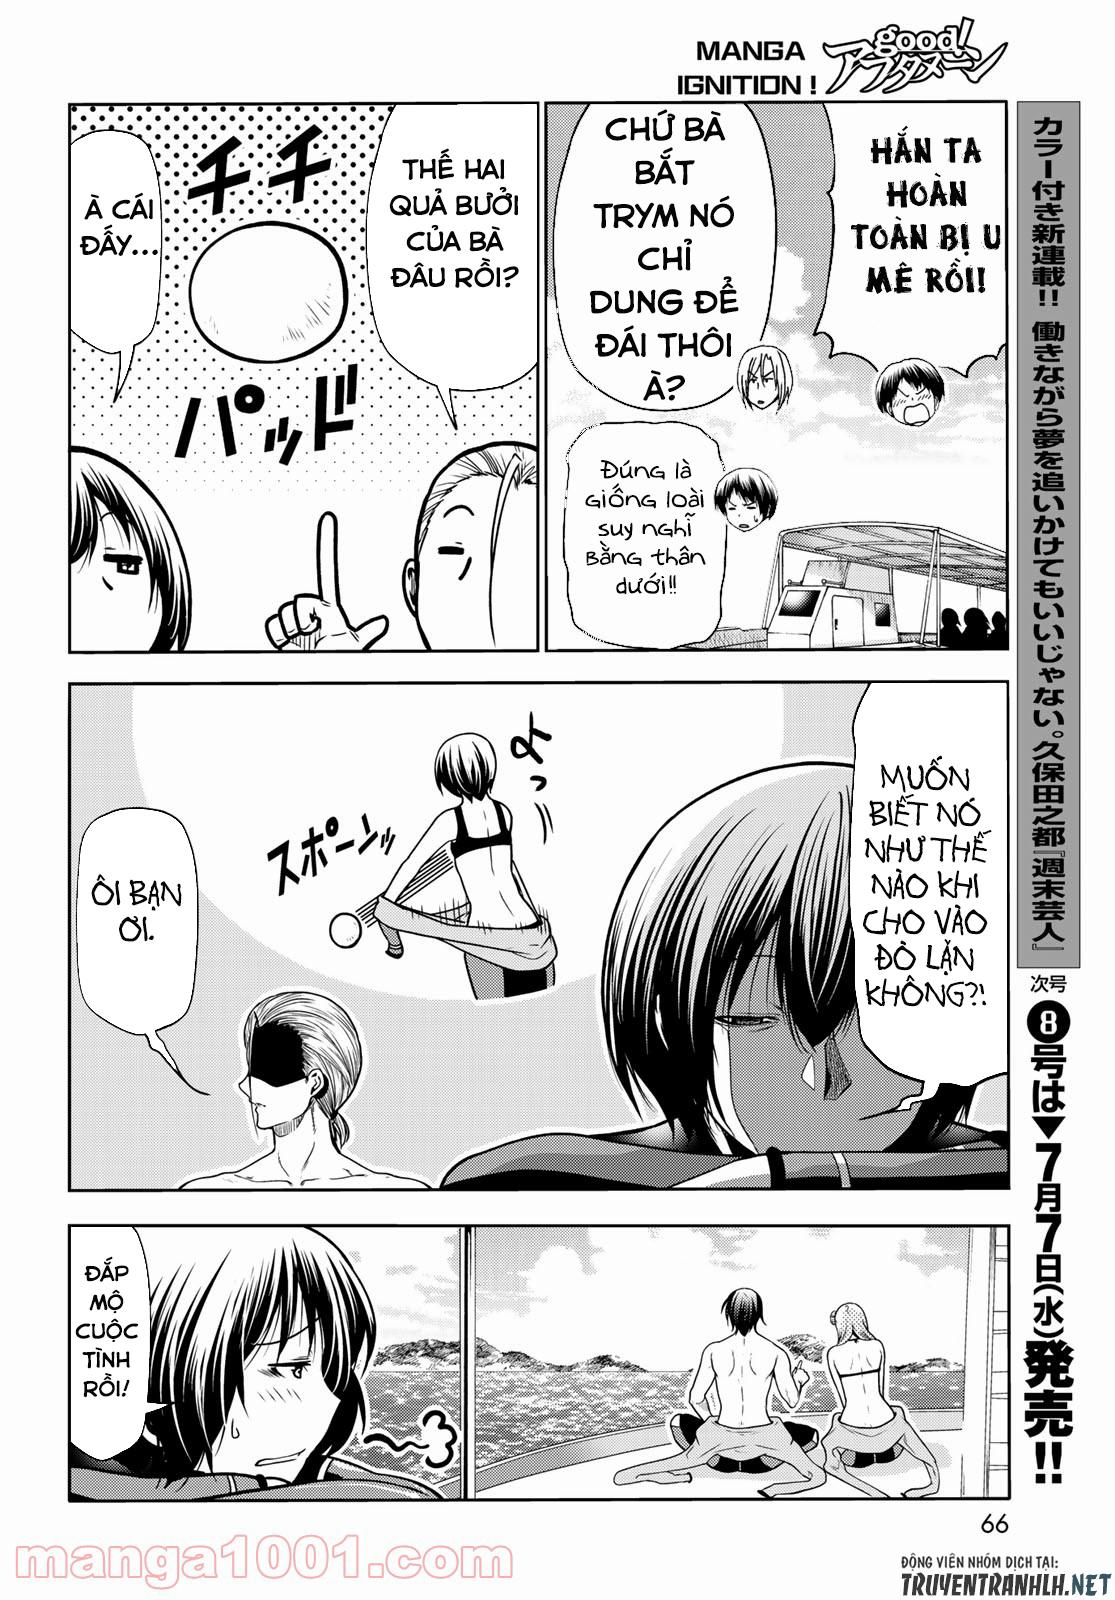 MANGA
IGNITION !
good!
アフタヌーン
HẮN TA
HOÀN
TOÀN BỊ U
MÊ RỒI!
CHỨ BÀ
BẮT
TRYM NÓ
CHỈ
DUNG ĐỂ
ĐÁI THÔI
À?
Đúng là
giống loài
suy nghĩ
bằng thân
dưới!!
THẾ HAI
QUẢ BƯỞI
CỦA BÀ
ĐÂU RỒI?
À CÁI
ĐẤY...
チチ
パッド
MUỐN
BIẾT NÓ
NHƯ THẾ
NÀO KHI
CHO VÀO
ĐÒ LẶN
KHÔNG?!
スポーンッ
ÔI BẠN
ƠI.
ĐẮP
MỘ
CUỘC
TÌNH
RỒI!
カラー付き新連載!! 働きながら夢を追いかけてもいいじゃない。久保田之都『週末芸人』
次号
8号は▼7月7日(水)発売!!
66
manga1001.com
ĐỘNG VIÊN NHÓM DỊCH TẠI:
TRUYENTRANHLH.NET